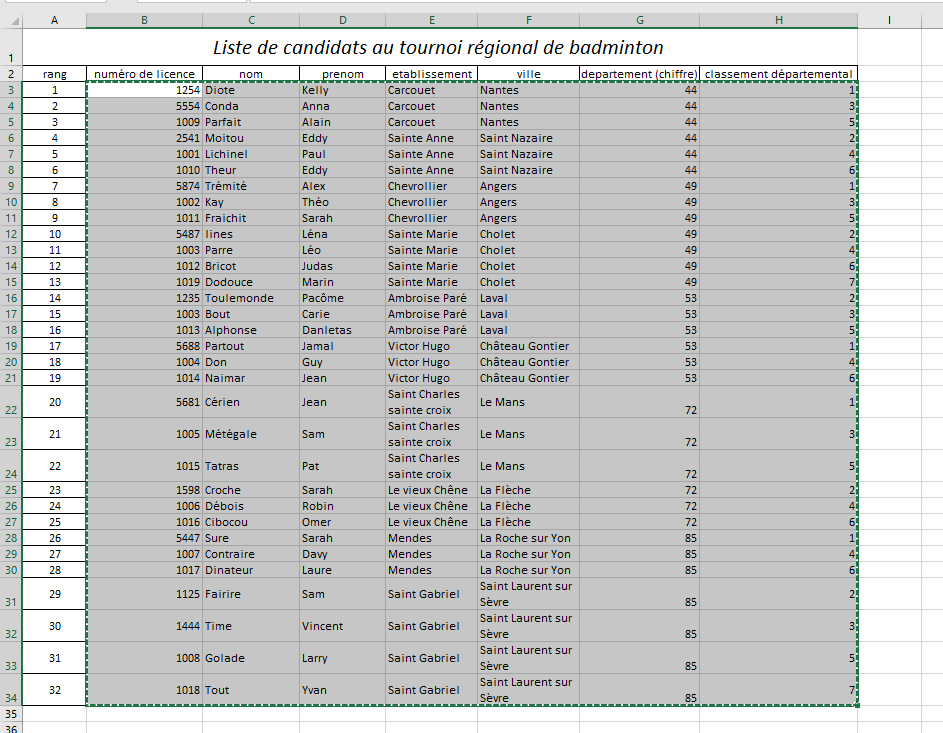 A B C D E F G H I
1 Liste de candidats au tournoi régional de badminton
2 rang numéro de licence nom prenom etablissement ville departement (chiffre) classement départemental
3 1 1254 Diote Kelly Carcouet Nantes 44 1
4 2 5554 Conda Anna Carcouet Nantes 44 3
5 3 1009 Parfait Alain Carcouet Nantes 44 5
6 4 2541 Moitou Eddy Sainte Anne Saint Nazaire 44 2
7 5 1001 Lichinel Paul Sainte Anne Saint Nazaire 44 4
8 6 1010 Theur Eddy Sainte Anne Saint Nazaire 44 6
9 7 5874 Trémité Alex Chevrollier Angers 49 1
10 8 1002 Kay Théo Chevrollier Angers 49 3
11 9 1011 Fraichit Sarah Chevrollier Angers 49 5
12 10 5487 lines Léna Sainte Marie Cholet 49 2
13 11 1003 Parre Léo Sainte Marie Cholet 49 4
14 12 1012 Bricot Judas Sainte Marie Cholet 49 6
15 13 1019 Dodouce Marin Sainte Marie Cholet 49 7
16 14 1235 Toulemonde Pacôme Ambroise Paré Laval 53 2
17 15 1003 Bout Carie Ambroise Paré Laval 53 3
18 16 1013 Alphonse Danletas Ambroise Paré Laval 53 5
19 17 5688 Partout Jamal Victor Hugo Château Gontier 53 1
20 18 1004 Don Guy Victor Hugo Château Gontier 53 4
21 19 1014 Naimar Jean Victor Hugo Château Gontier 53 6
22 20 5681 Cérien Jean Saint Charles
sainte croix Le Mans 72 1
23 21 1005 Métégale Sam Saint Charles
sainte croix Le Mans 72 3
24 22 1015 Tatras Pat Saint Charles
sainte croix Le Mans 72 5
25 23 1598 Croche Sarah Le vieux Chêne La Flèche 72 2
26 24 1006 Débois Robin Le vieux Chêne La Flèche 72 4
27 25 1016 Cibocou Omer Le vieux Chêne La Flèche 72 6
28 26 5447 Sure Sarah Mendes La Roche sur Yon 85 1
29 27 1007 Contraire Davy Mendes La Roche sur Yon 85 4
30 28 1017 Dinateur Laure Mendes La Roche sur Yon 85 6
31 29 1125 Fairire Sam Saint Gabriel Saint Laurent sur
Sèvre 85 2
32 30 1444 Time Vincent Saint Gabriel Saint Laurent sur
Sèvre 85 3
33 31 1008 Golade Larry Saint Gabriel Saint Laurent sur
Sèvre 85 5
34 32 1018 Tout Yvan Saint Gabriel Saint Laurent sur
Sèvre 85 7
35
36